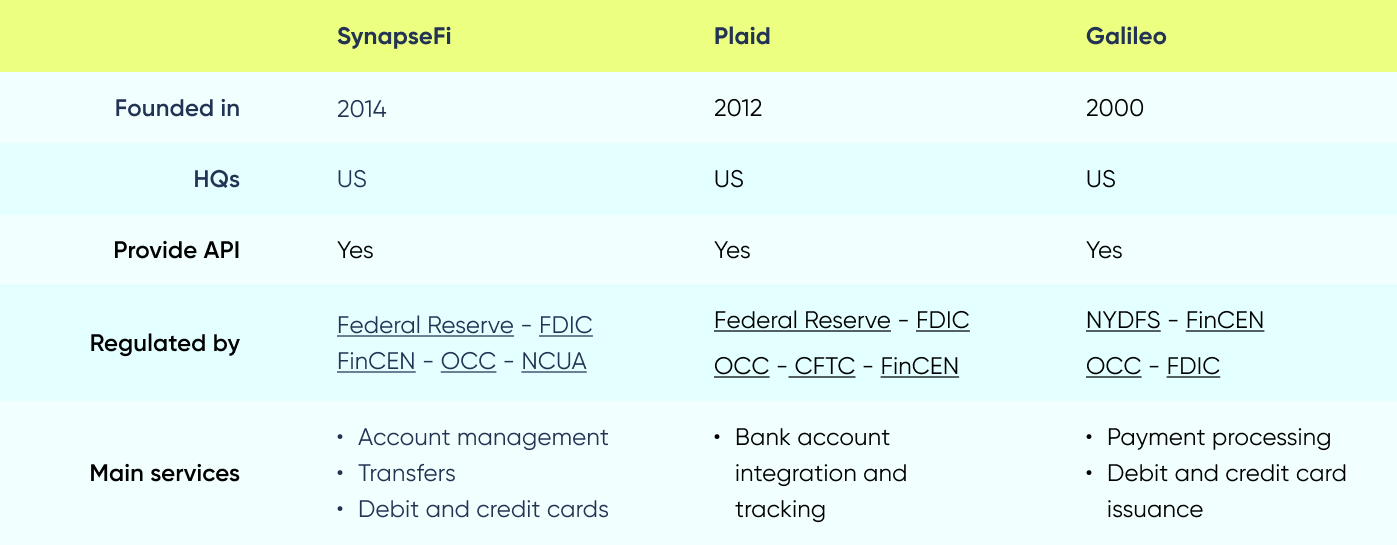 SynapseFi Plaid Galileo
Founded in 2014 2012 2000
HQs US US US
Provide API Yes Yes Yes
Regulated by
Federal Reserve - FDIC
FinCEN - OCC - NCUA
Federal Reserve - FDIC
OCC - CFTC - FinCEN
NYDFS - FinCEN
OCC - FDIC
Main services
• Account management
• Transfers
• Debit and credit cards
• Bank account
integration and
tracking
• Payment processing
• Debit and credit card
issuance